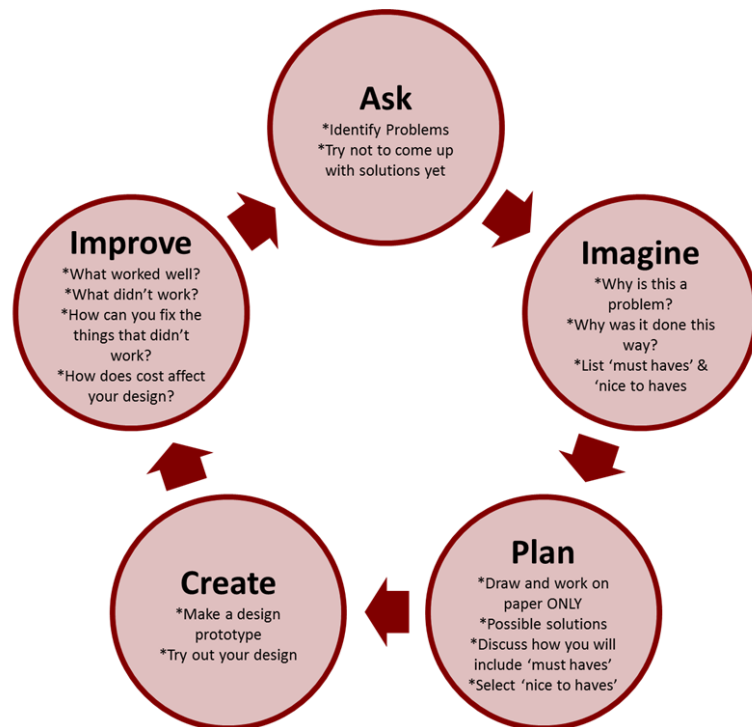 Ask
*Identify Problems
*Try not to come up
with solutions yet
Imagine
*Why is this a
problem?
*Why was it done this
way?
*List ‘must haves’ &
‘nice to haves
Plan
*Draw and work on
paper ONLY
*Possible solutions
*Discuss how you will
include ‘must haves’
*Select ‘nice to haves’
Create
*Make a design
prototype
*Try out your design
Improve
*What worked well?
*What didn’t work?
*How can you fix the
things that didn’t
work?
*How does cost affect
your design?